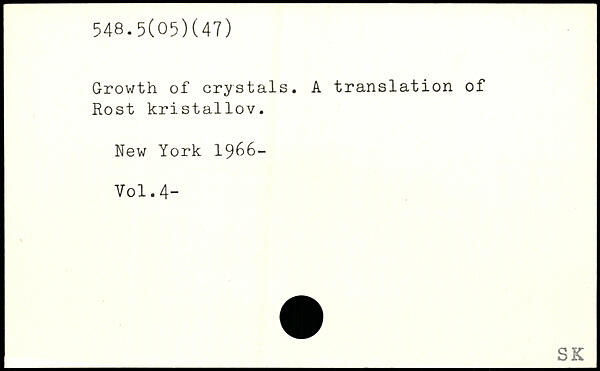 548.5(05)(47)
Growth of crystals. A translation of
Rost kristallov.
New York 1966-
Vol.4-
SK